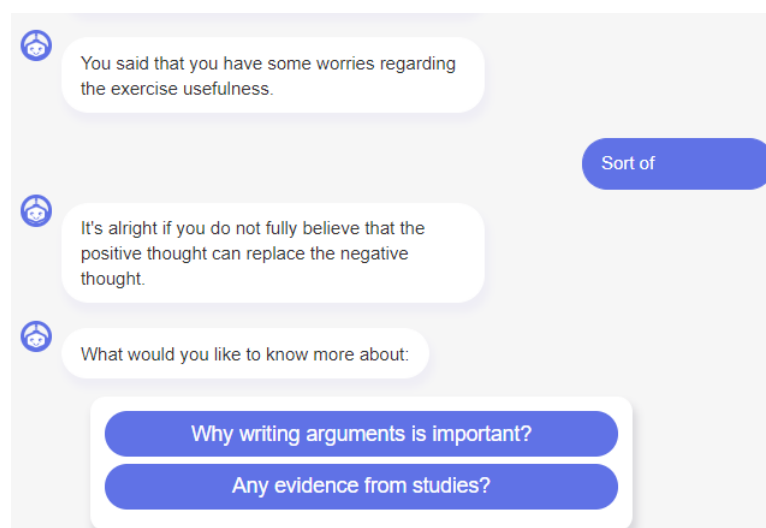 You said that you have some worries regarding
the exercise usefulness.
Sort of
It's alright if you do not fully believe that the
positive thought can replace the negative
thought.
What would you like to know more about:
Why writing arguments is important?
Any evidence from studies?